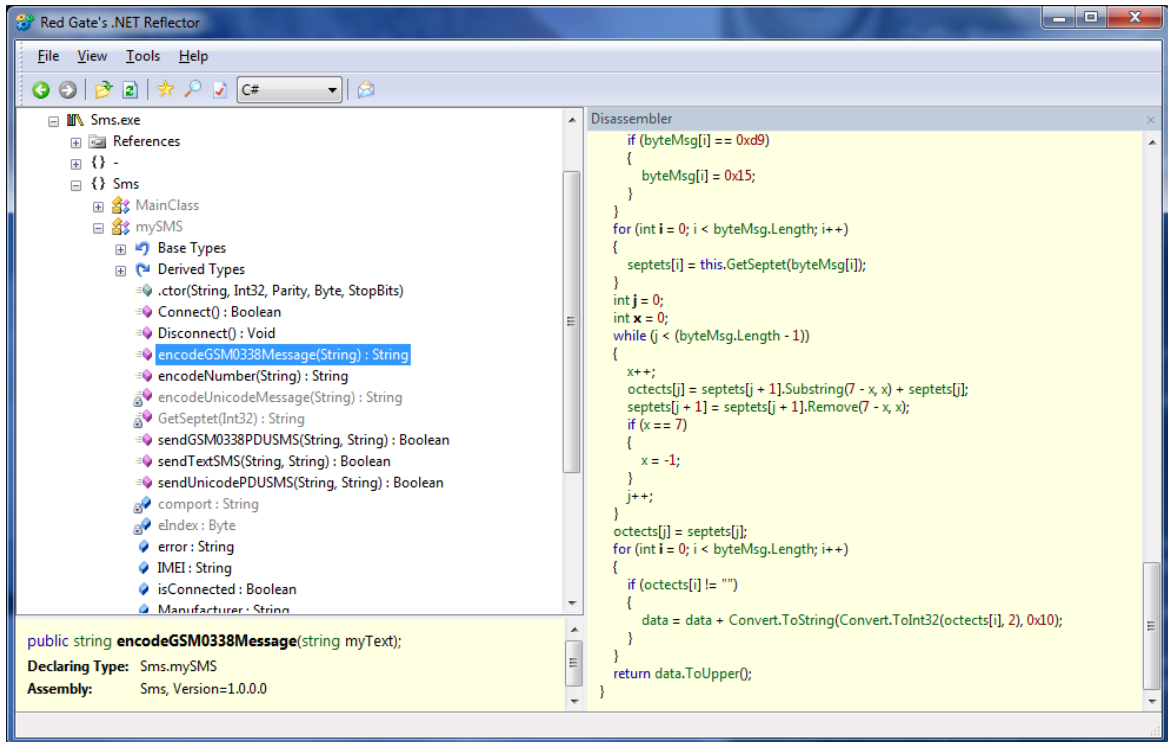 Red Gate's .NET Reflector
File View Tools Help
C#
Sms.exe
References
{} -
{} Sms
MainClass
mySMS
Base Types
Derived Types
.ctor(String, Int32, Parity, Byte, StopBits)
Connect() : Boolean
Disconnect() : Void
encodeGSM0338Message(String) : String
encodeNumber(String) : String
encodeUnicodeMessage(String) : String
GetSeptet(Int32) : String
sendGSM0338PDUSMS(String, String) : Boolean
sendTextSMS(String, String) : Boolean
sendUnicodePDUSMS(String, String) : Boolean
comport : String
eIndex : Byte
error : String
IMEI : String
isConnected : Boolean
Manufacturer : String
public string encodeGSM0338Message(string myText);
Declaring Type: Sms.mySMS
Assembly: Sms, Version=1.0.0.0
Disassembler
if (byteMsg[i] == 0xd9)
{
byteMsg[i] = 0x15;
}
}
for (int i = 0; i < byteMsg.Length; i++)
{
septets[i] = this.GetSeptet(byteMsg[i]);
}
int j = 0;
int x = 0;
while (j < (byteMsg.Length - 1))
{
x++;
octects[j] = septets[j + 1].Substring(7 - x, x) + septets[j];
septets[j + 1] = septets[j + 1].Remove(7 - x, x);
if (x == 7)
{
x = -1;
}
j++;
}
octects[j] = septets[j];
for (int i = 0; i < byteMsg.Length; i++)
{
if (octects[i] != "")
{
data = data + Convert.ToString(Convert.ToInt32(octects[i], 2), 0x10);
}
}
return data.ToUpper();
}